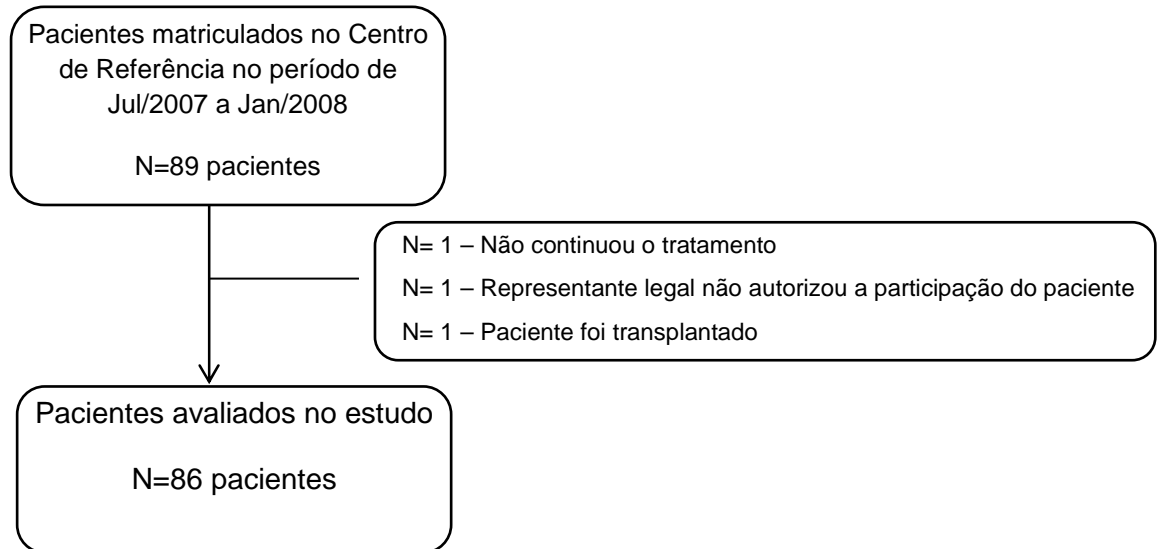 Pacientes matriculados no Centro
de Referência no período de
Jul/2007 a Jan/2008
N=89 pacientes
N= 1 – Não continuou o tratamento
N= 1 – Representante legal não autorizou a participação do paciente
N= 1 – Paciente foi transplantado
Pacientes avaliados no estudo
N=86 pacientes